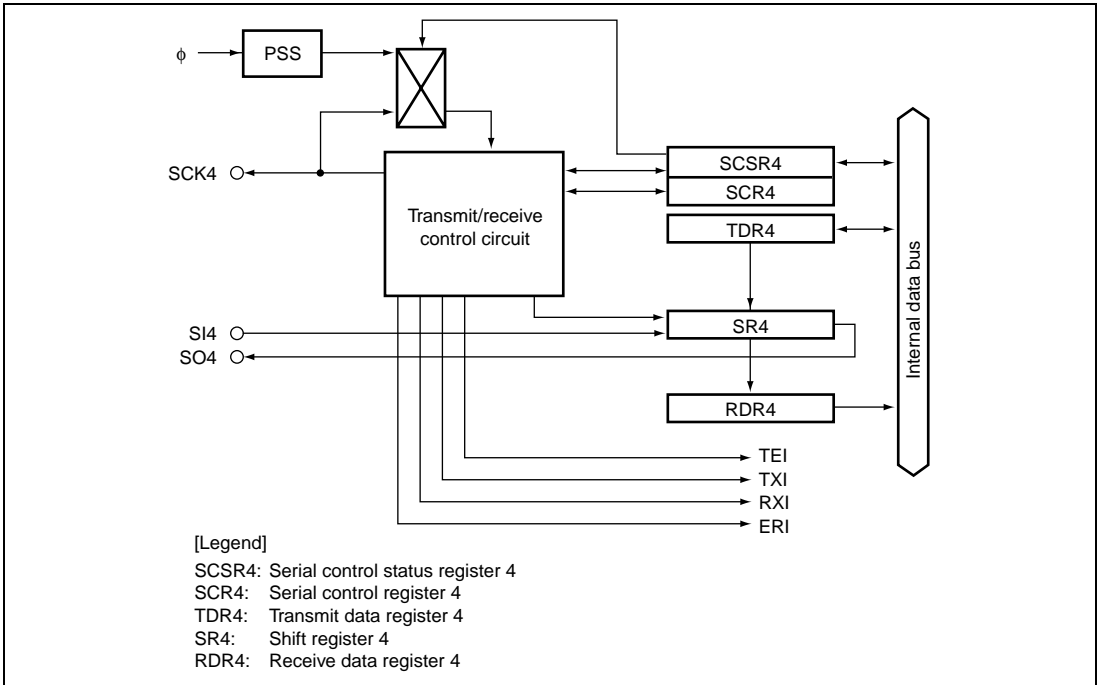 φ
PSS
SCK4
Transmit/receive
control circuit
SCSR4
SCR4
TDR4
SI4
SO4
SR4
RDR4
Internal data bus
TEI
TXI
RXI
ERI
[Legend]
SCSR4: Serial control status register 4
SCR4: Serial control register 4
TDR4: Transmit data register 4
SR4: Shift register 4
RDR4: Receive data register 4